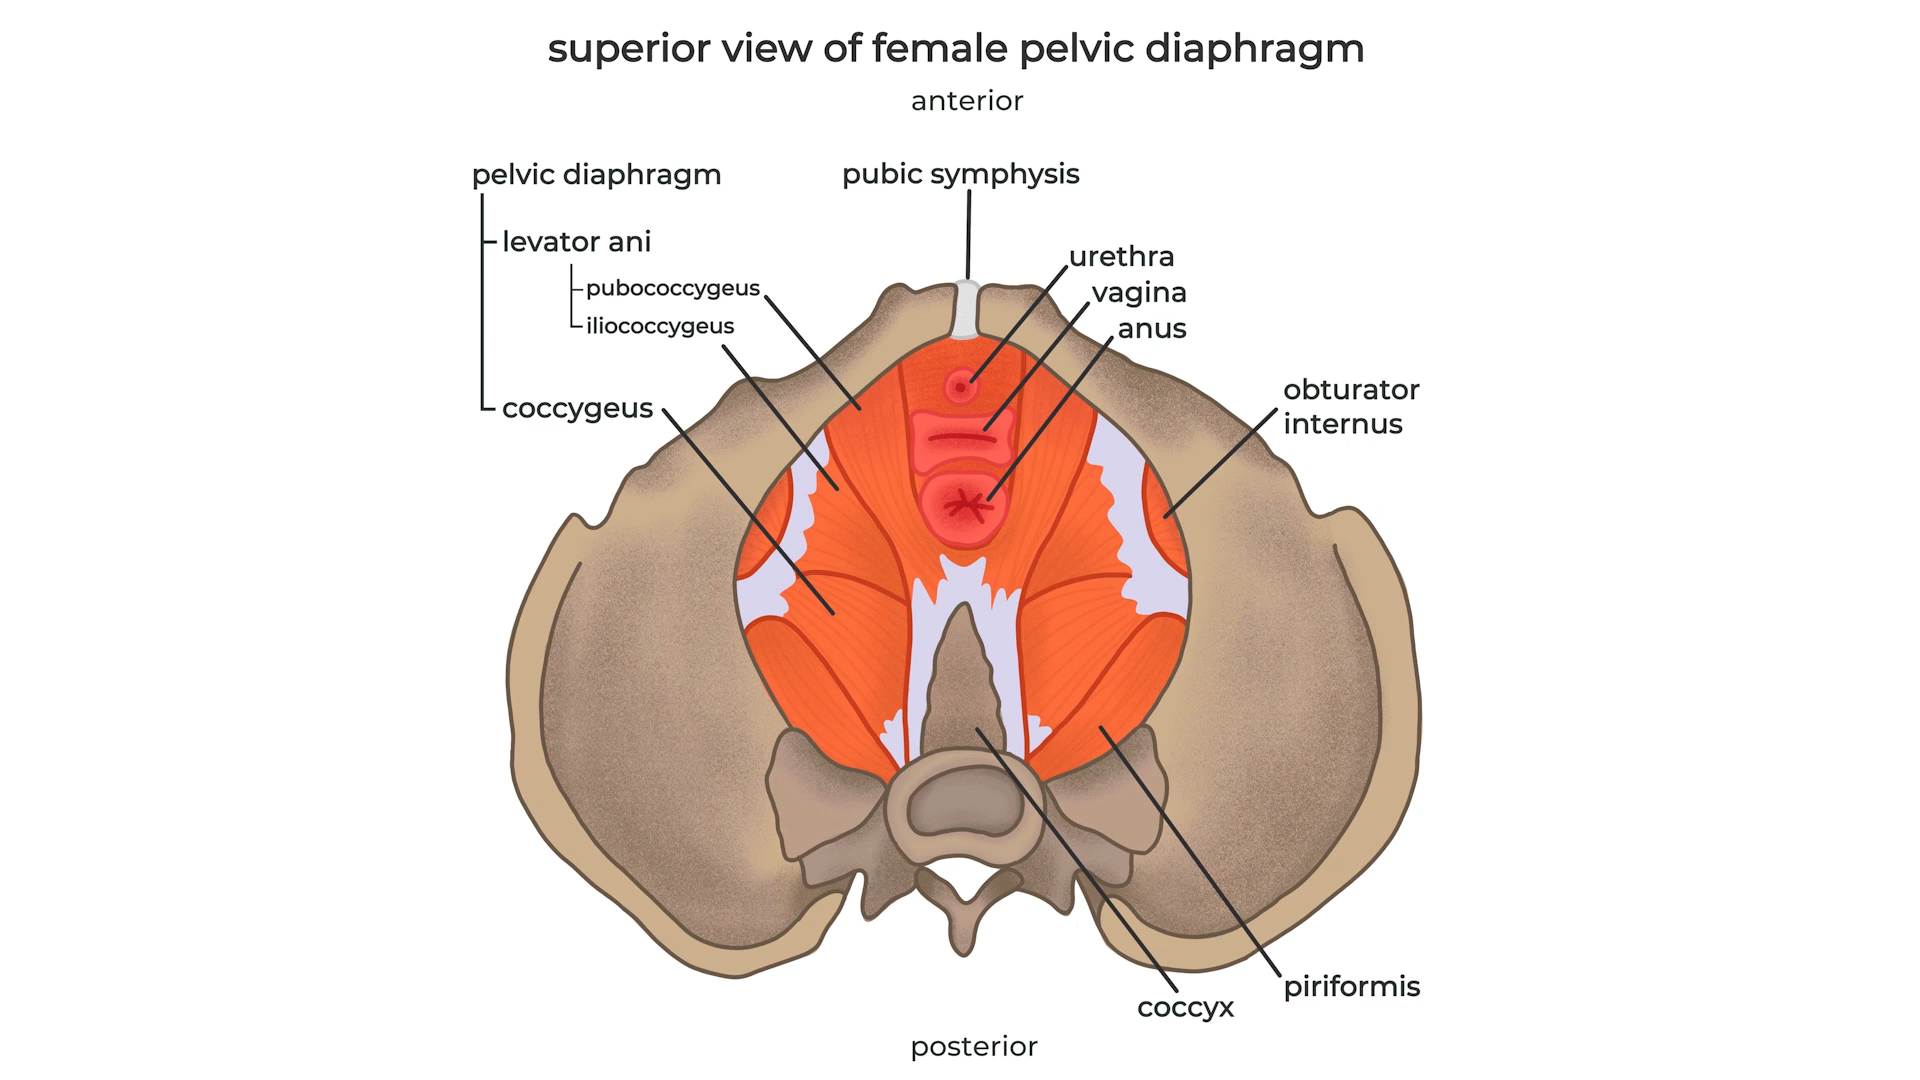 superior view of female pelvic diaphragm
anterior
pelvic diaphragm
levator ani
pubococcygeus
iliococcygeus
coccygeus
pubic symphysis
urethra
vagina
anus
obturator
internus
piriformis
coccyx
posterior